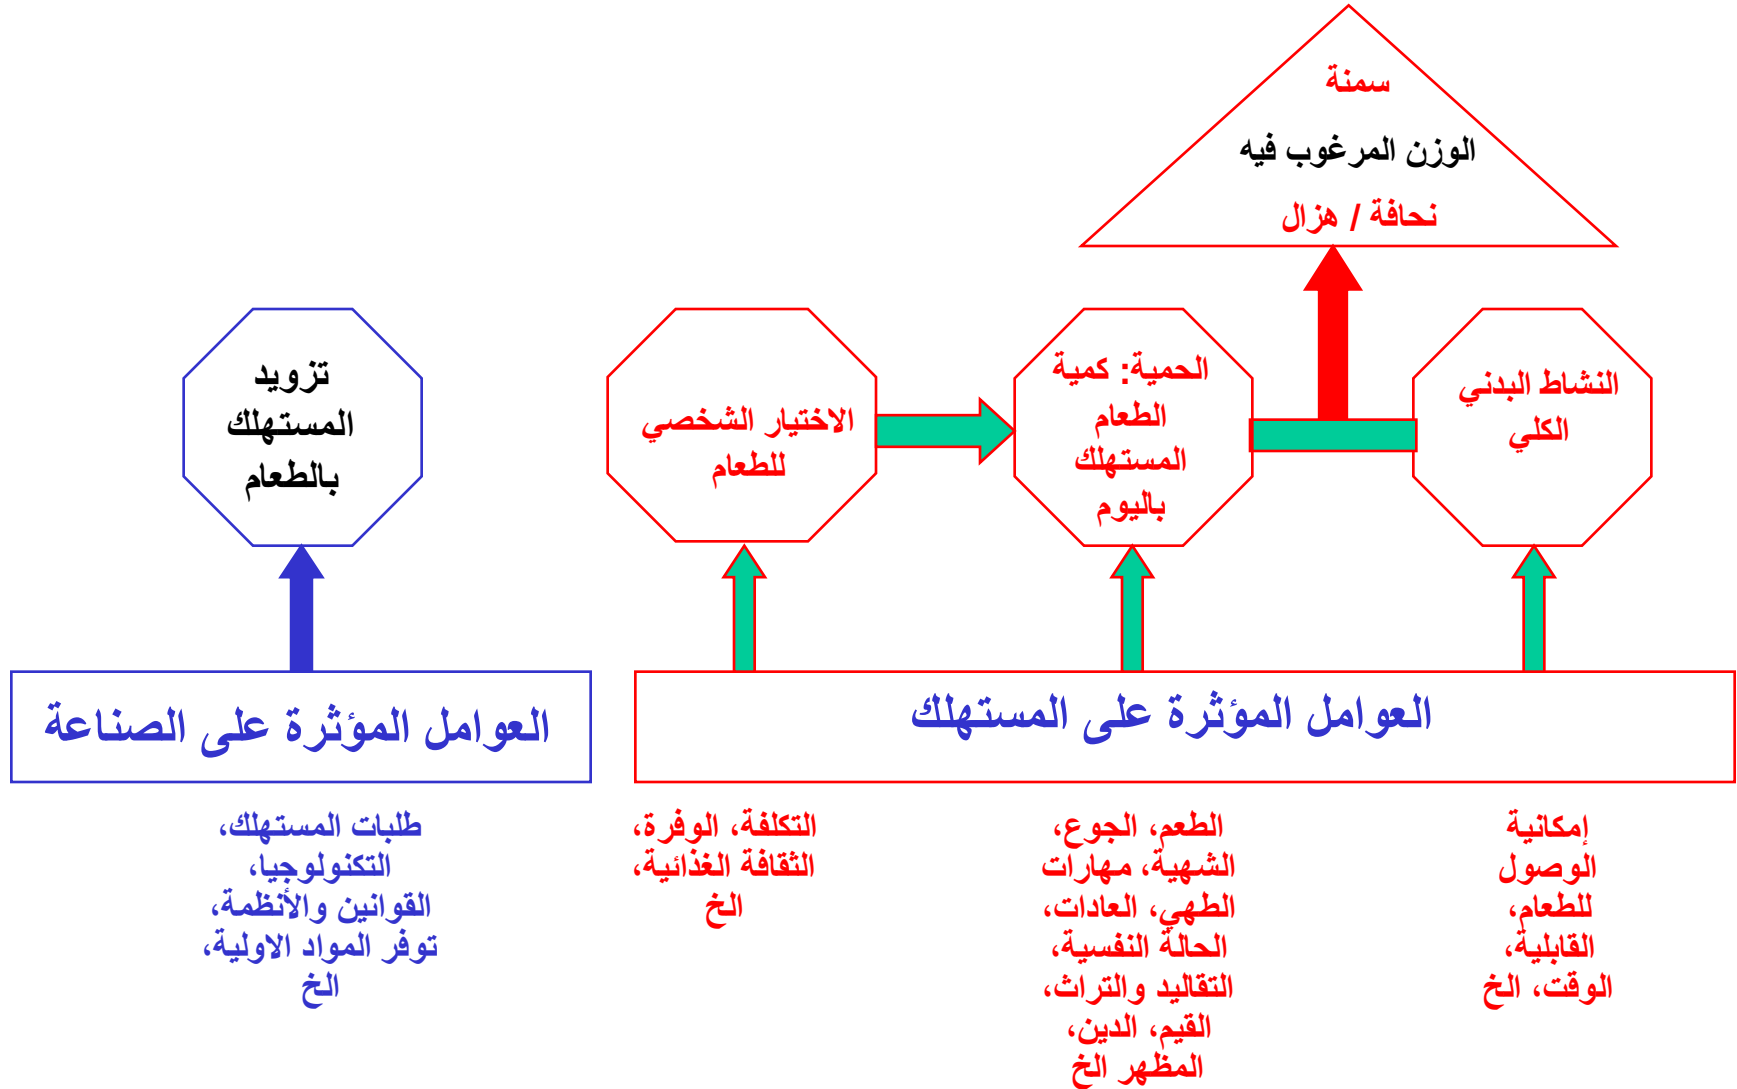 سمنة
الوزن المرغوب فيه
نحافة / هزال
النشاط البدني
الكلي
الحمية: كمية
الطعام
المستهلك
باليوم
الاختيار الشخصي
للطعام
تزويد
المستهلك
بالطعام
العوامل المؤثرة على المستهلك
العوامل المؤثرة على الصناعة
إمكانية
الوصول
للطعام،
القابلية،
الوقت، الخ
الطعم، الجوع،
الشهية، مهارات
الطهي، العادات،
الحالة النفسية،
التقاليد والتراث،
القيم، الدين،
المظهر الخ
التكلفة، الوفرة،
الثقافة الغذائية،
الخ
طلبات المستهلك،
التكنولوجيا،
القوانين والأنظمة،
توفر المواد الاولية،
الخ